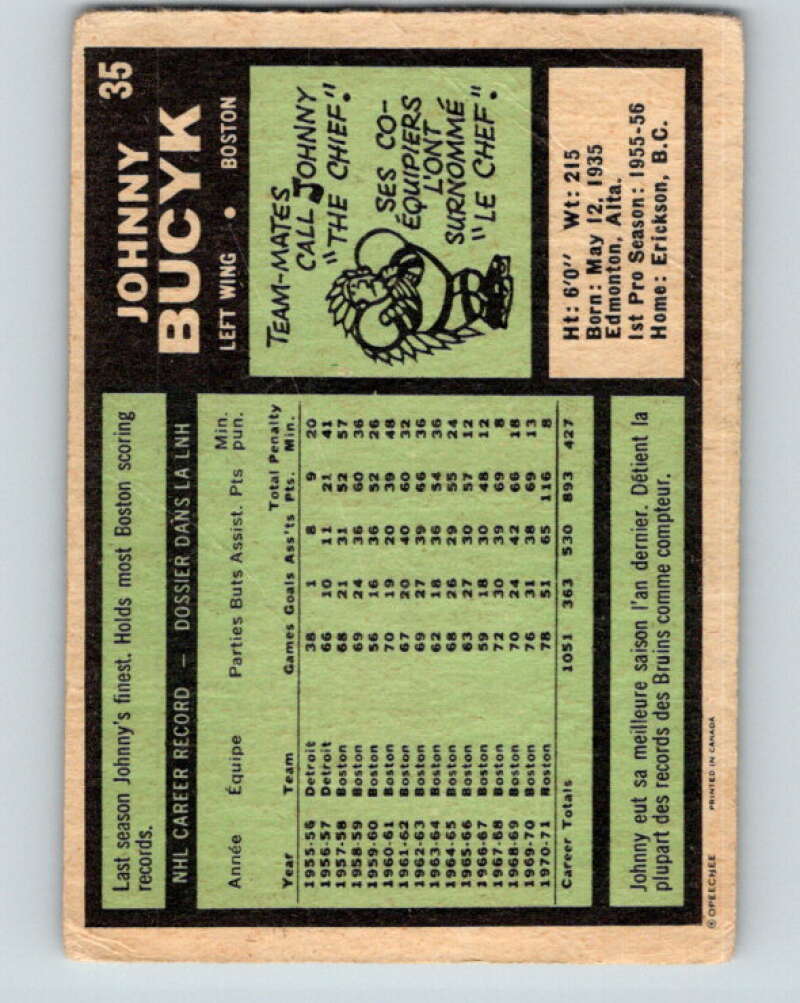 35
JOHNNY
BUCYK
LEFT WING • BOSTON
TEAM-MATES
CALL JOHNNY
"THE CHIEF."
SES CO-
ÉQUIPIERS
L'ONT
SURNOMMÉ
"LE CHEF."
Ht: 6'0" Wt: 215
Born: May 12, 1935
Edmonton, Alta.
1st Pro Season: 1955-56
Home: Erickson, B.C.
Last season Johnny's finest. Holds most Boston scoring
records.
NHL CAREER RECORD — DOSSIER DANS LA LNH
Année Équipe Parties Buts Assist. Pts Min. pun.
Year Team Games Goals Ass'ts Total Pts. Penalty Min.
1955-56 Detroit 38 1 8 9 20
1956-57 Detroit 66 10 11 21 41
1957-58 Boston 68 21 31 52 57
1958-59 Boston 69 24 36 60 36
1959-60 Boston 56 16 36 52 26
1960-61 Boston 70 19 20 39 48
1961-62 Boston 67 20 40 60 32
1962-63 Boston 69 27 39 66 36
1963-64 Boston 62 18 36 54 36
1964-65 Boston 68 26 29 55 24
1965-66 Boston 63 27 30 57 12
1966-67 Boston 59 18 30 48 12
1967-68 Boston 72 30 39 69 8
1968-69 Boston 70 24 42 66 18
1969-70 Boston 76 31 38 69 13
1970-71 Boston 78 51 65 116 8
Career Totals 1051 363 530 893 427
Johnny eut sa meilleure saison l'an dernier. Détient la
plupart des records des Bruins comme compteur.
© OPEECHEE PRINTED IN CANADA